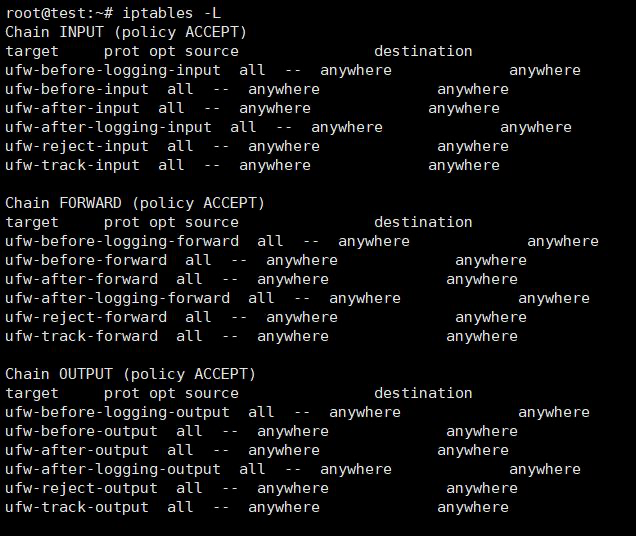 root@test:~# iptables -L
Chain INPUT (policy ACCEPT)
target     prot opt source               destination
ufw-before-logging-input  all  --  anywhere             anywhere
ufw-before-input  all  --  anywhere             anywhere
ufw-after-input  all  --  anywhere             anywhere
ufw-after-logging-input  all  --  anywhere             anywhere
ufw-reject-input  all  --  anywhere             anywhere
ufw-track-input  all  --  anywhere             anywhere

Chain FORWARD (policy ACCEPT)
target     prot opt source               destination
ufw-before-logging-forward  all  --  anywhere             anywhere
ufw-before-forward  all  --  anywhere             anywhere
ufw-after-forward  all  --  anywhere             anywhere
ufw-after-logging-forward  all  --  anywhere             anywhere
ufw-reject-forward  all  --  anywhere             anywhere
ufw-track-forward  all  --  anywhere             anywhere

Chain OUTPUT (policy ACCEPT)
target     prot opt source               destination
ufw-before-logging-output  all  --  anywhere             anywhere
ufw-before-output  all  --  anywhere             anywhere
ufw-after-output  all  --  anywhere             anywhere
ufw-after-logging-output  all  --  anywhere             anywhere
ufw-reject-output  all  --  anywhere             anywhere
ufw-track-output  all  --  anywhere             anywhere